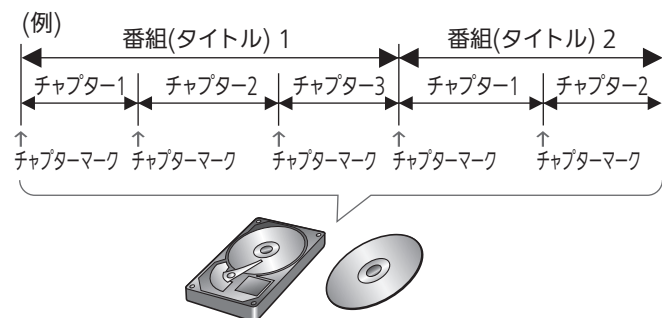 (例)
番組(タイトル) 1 番組(タイトル) 2
チャプター1 チャプター2 チャプター3 チャプター1 チャプター2
↑ ↑ ↑ ↑ ↑
チャプターマーク チャプターマーク チャプターマーク チャプターマーク チャプターマーク